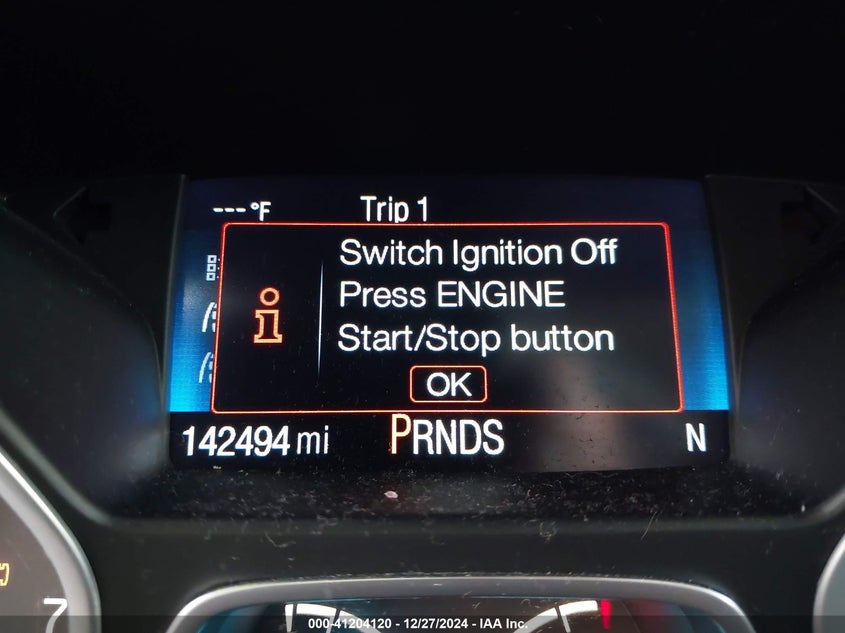 ---°F Trip 1
Switch Ignition Off
Press ENGINE
Start/Stop button
OK
142494 mi PRNDS N
7
000-41204120 - 12/27/2024 - IAA Inc.